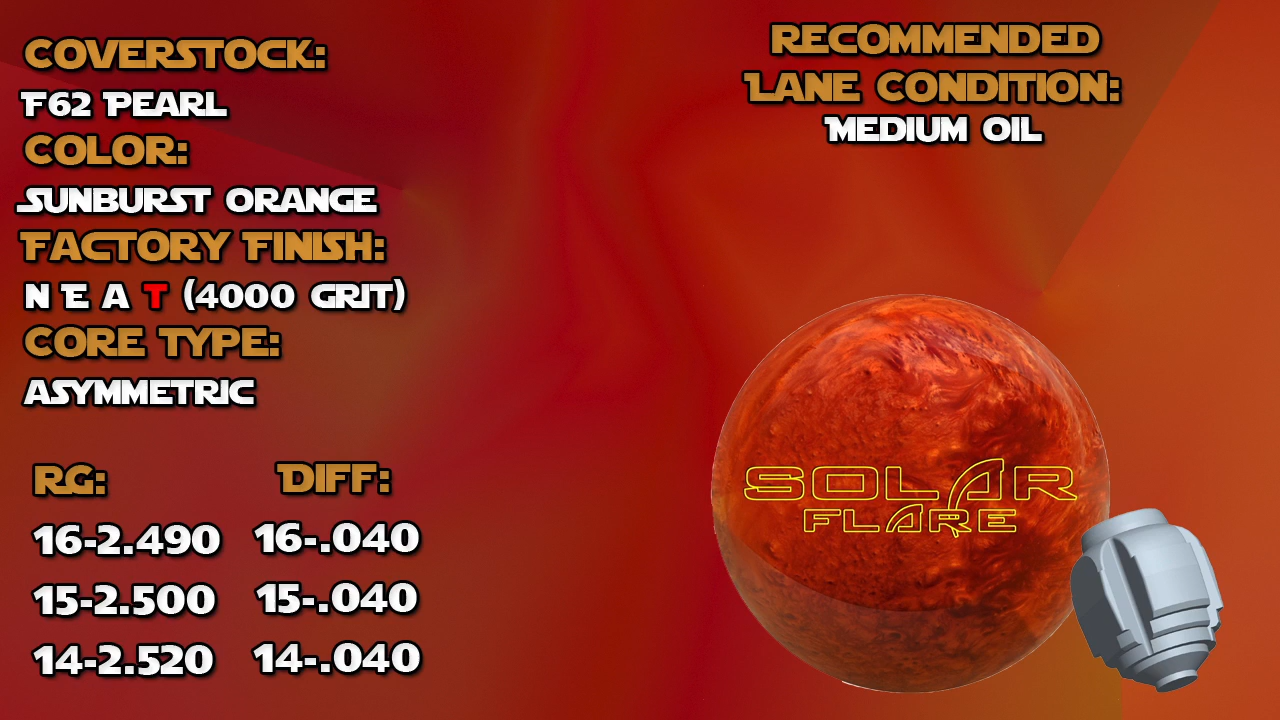 COVERSTOCK:
F62 PEARL
COLOR:
SUNBURST ORANGE
FACTORY FINISH:
N E A T (4000 GRIT)
CORE TYPE:
ASYMMETRIC
RG: DIFF:
16-2.490 16-.040
15-2.500 15-.040
14-2.520 14-.040
RECOMMENDED
LANE CONDITION:
MEDIUM OIL
SOLAR
FLARE